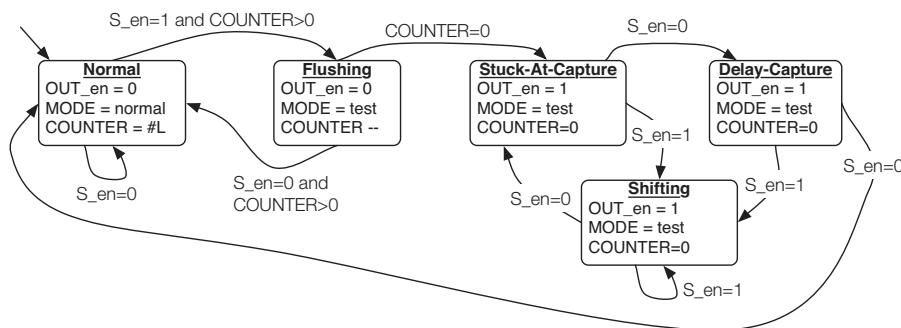 S_en=1 and COUNTER>0
COUNTER=0
S_en=0
Normal
OUT_en = 0
MODE = normal
COUNTER = #L
Flushing
OUT_en = 0
MODE = test
COUNTER --
Stuck-At-Capture
OUT_en = 1
MODE = test
COUNTER=0
Delay-Capture
OUT_en = 1
MODE = test
COUNTER=0
S_en=0
S_en=0 and
COUNTER>0
S_en=0
S_en=1
S_en=1
S_en=0
Shifting
OUT_en = 1
MODE = test
COUNTER=0
S_en=1